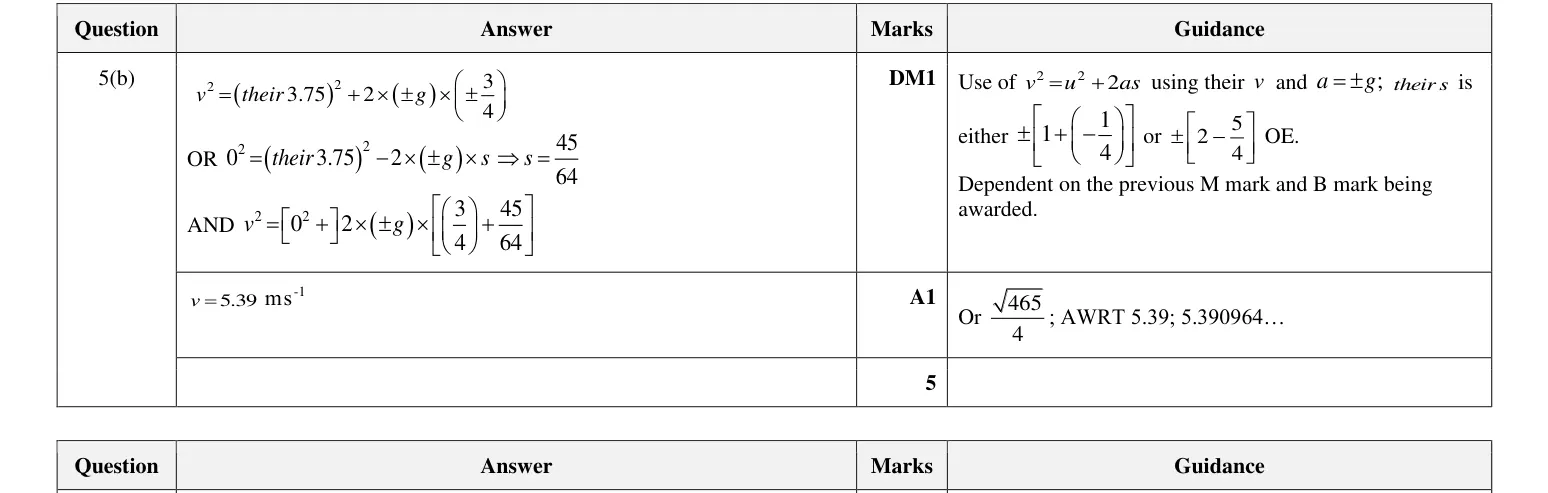 Question Answer Marks Guidance
5(b) v² = (their 3.75)² + 2 × (±g) × (± 3/4) DM1 Use of v² = u² + 2as using their v and a = ±g; their s is
either ±[1 + (− 1/4)] or ±[2 − 5/4] OE.
OR 0² = (their 3.75)² − 2 × (±g) × s ⇒ s = 45/64
Dependent on the previous M mark and B mark being
awarded.
AND v² = [0² +] 2 × (±g) × [(3/4) + 45/64]
v = 5.39 ms⁻¹ A1 Or √465/4; AWRT 5.39; 5.390964…
5
Question Answer Marks Guidance